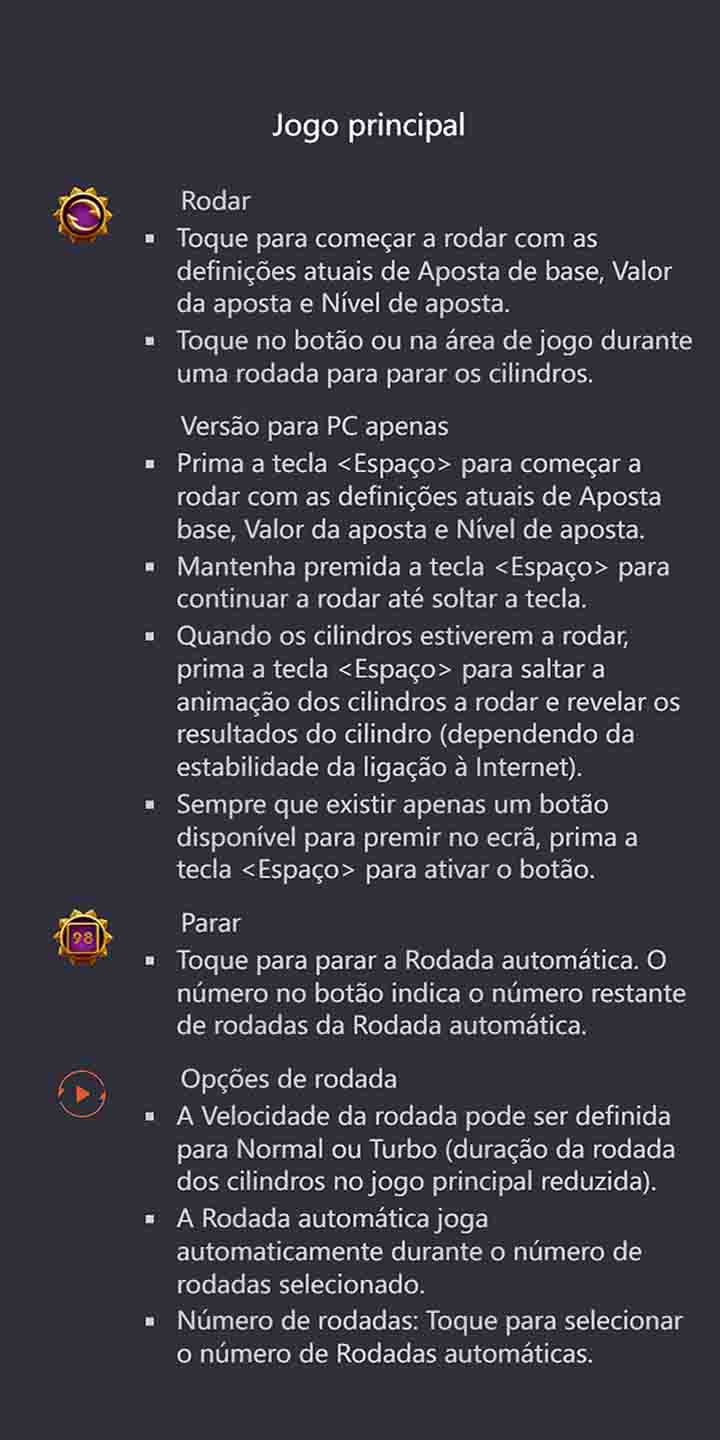 Jogo principal
Rodar
▪ Toque para começar a rodar com as
definições atuais de Aposta de base, Valor
da aposta e Nível de aposta.
▪ Toque no botão ou na área de jogo durante
uma rodada para parar os cilindros.
Versão para PC apenas
▪ Prima a tecla <Espaço> para começar a
rodar com as definições atuais de Aposta
base, Valor da aposta e Nível de aposta.
▪ Mantenha premida a tecla <Espaço> para
continuar a rodar até soltar a tecla.
▪ Quando os cilindros estiverem a rodar,
prima a tecla <Espaço> para saltar a
animação dos cilindros a rodar e revelar os
resultados do cilindro (dependendo da
estabilidade da ligação à Internet).
▪ Sempre que existir apenas um botão
disponível para premir no ecrã, prima a
tecla <Espaço> para ativar o botão.
98
Parar
▪ Toque para parar a Rodada automática. O
número no botão indica o número restante
de rodadas da Rodada automática.
Opções de rodada
▪ A Velocidade da rodada pode ser definida
para Normal ou Turbo (duração da rodada
dos cilindros no jogo principal reduzida).
▪ A Rodada automática joga
automaticamente durante o número de
rodadas selecionado.
▪ Número de rodadas: Toque para selecionar
o número de Rodadas automáticas.